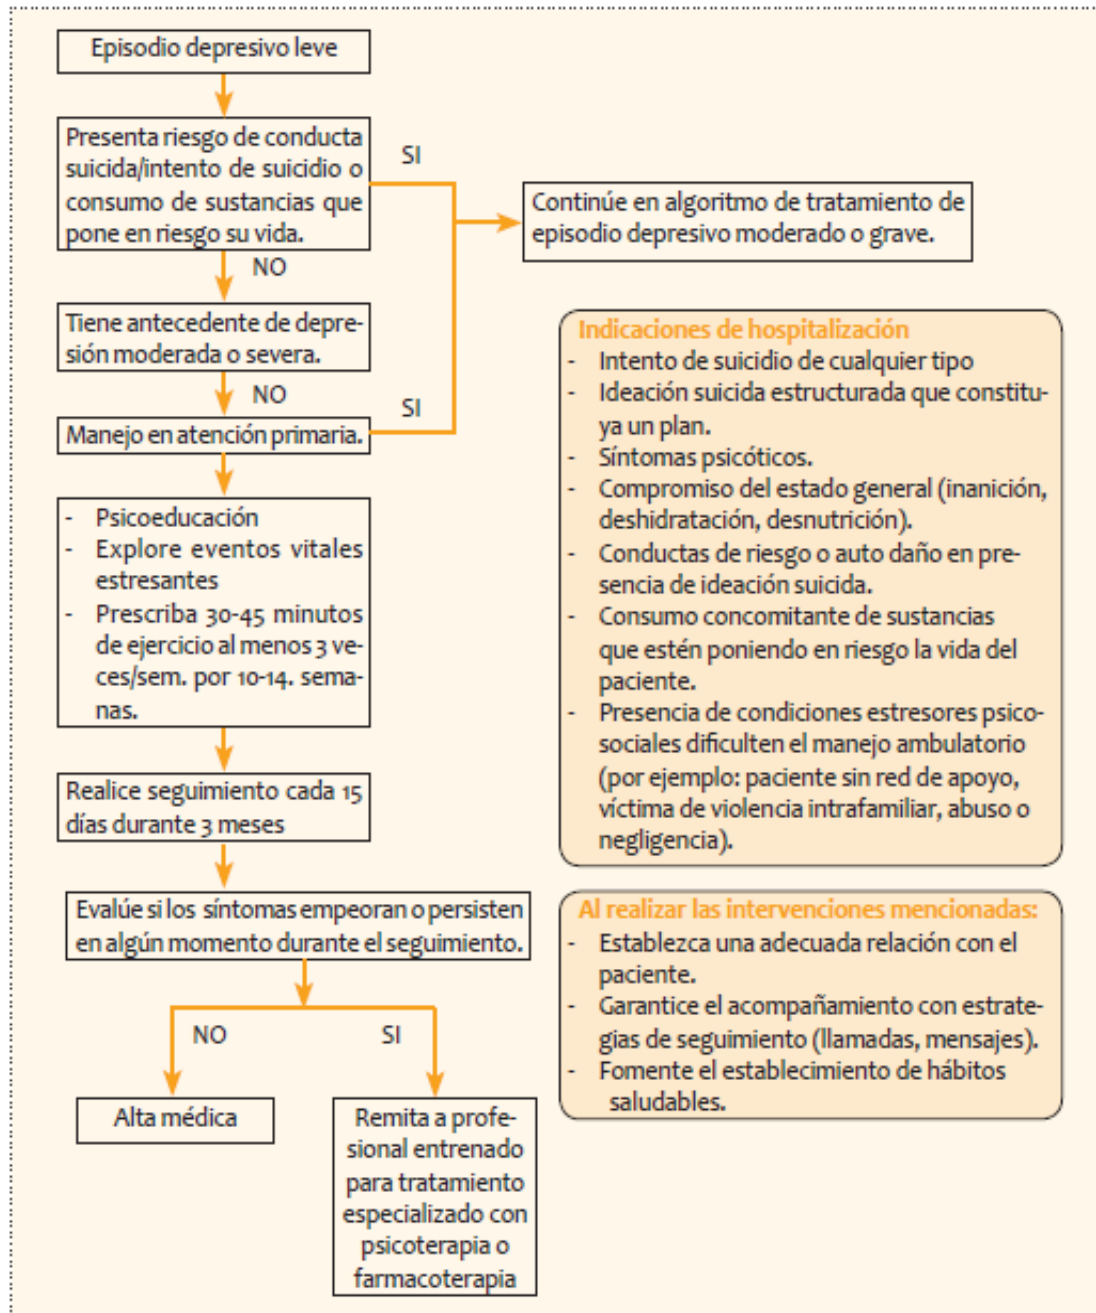 Episodio depresivo leve
Presenta riesgo de conducta
suicida/intento de suicidio o
consumo de sustancias que
pone en riesgo su vida.
SI
NO
Continúe en algoritmo de tratamiento de
episodio depresivo moderado o grave.
Tiene antecedente de depre-
sión moderada o severa.
NO
SI
Manejo en atención primaria.
- Psicoeducación
- Explore eventos vitales
estresantes
- Prescriba 30-45 minutos
de ejercicio al menos 3 ve-
ces/sem. por 10-14. sema-
nas.
Realice seguimiento cada 15
días durante 3 meses
Evalúe si los síntomas empeoran o persisten
en algún momento durante el seguimiento.
NO
SI
Alta médica
Remita a profe-
sional entrenado
para tratamiento
especializado con
psicoterapia o
farmacoterapia
Indicaciones de hospitalización
- Intento de suicidio de cualquier tipo
- Ideación suicida estructurada que constitu-
ya un plan.
- Síntomas psicóticos.
- Compromiso del estado general (inanición,
deshidratación, desnutrición).
- Conductas de riesgo o auto daño en pre-
sencia de ideación suicida.
- Consumo concomitante de sustancias
que estén poniendo en riesgo la vida del
paciente.
- Presencia de condiciones estresores psico-
sociales dificulten el manejo ambulatorio
(por ejemplo: paciente sin red de apoyo,
víctima de violencia intrafamiliar, abuso o
negligencia).
Al realizar las intervenciones mencionadas:
- Establezca una adecuada relación con el
paciente.
- Garantice el acompañamiento con estrate-
gias de seguimiento (llamadas, mensajes).
- Fomente el establecimiento de hábitos
saludables.